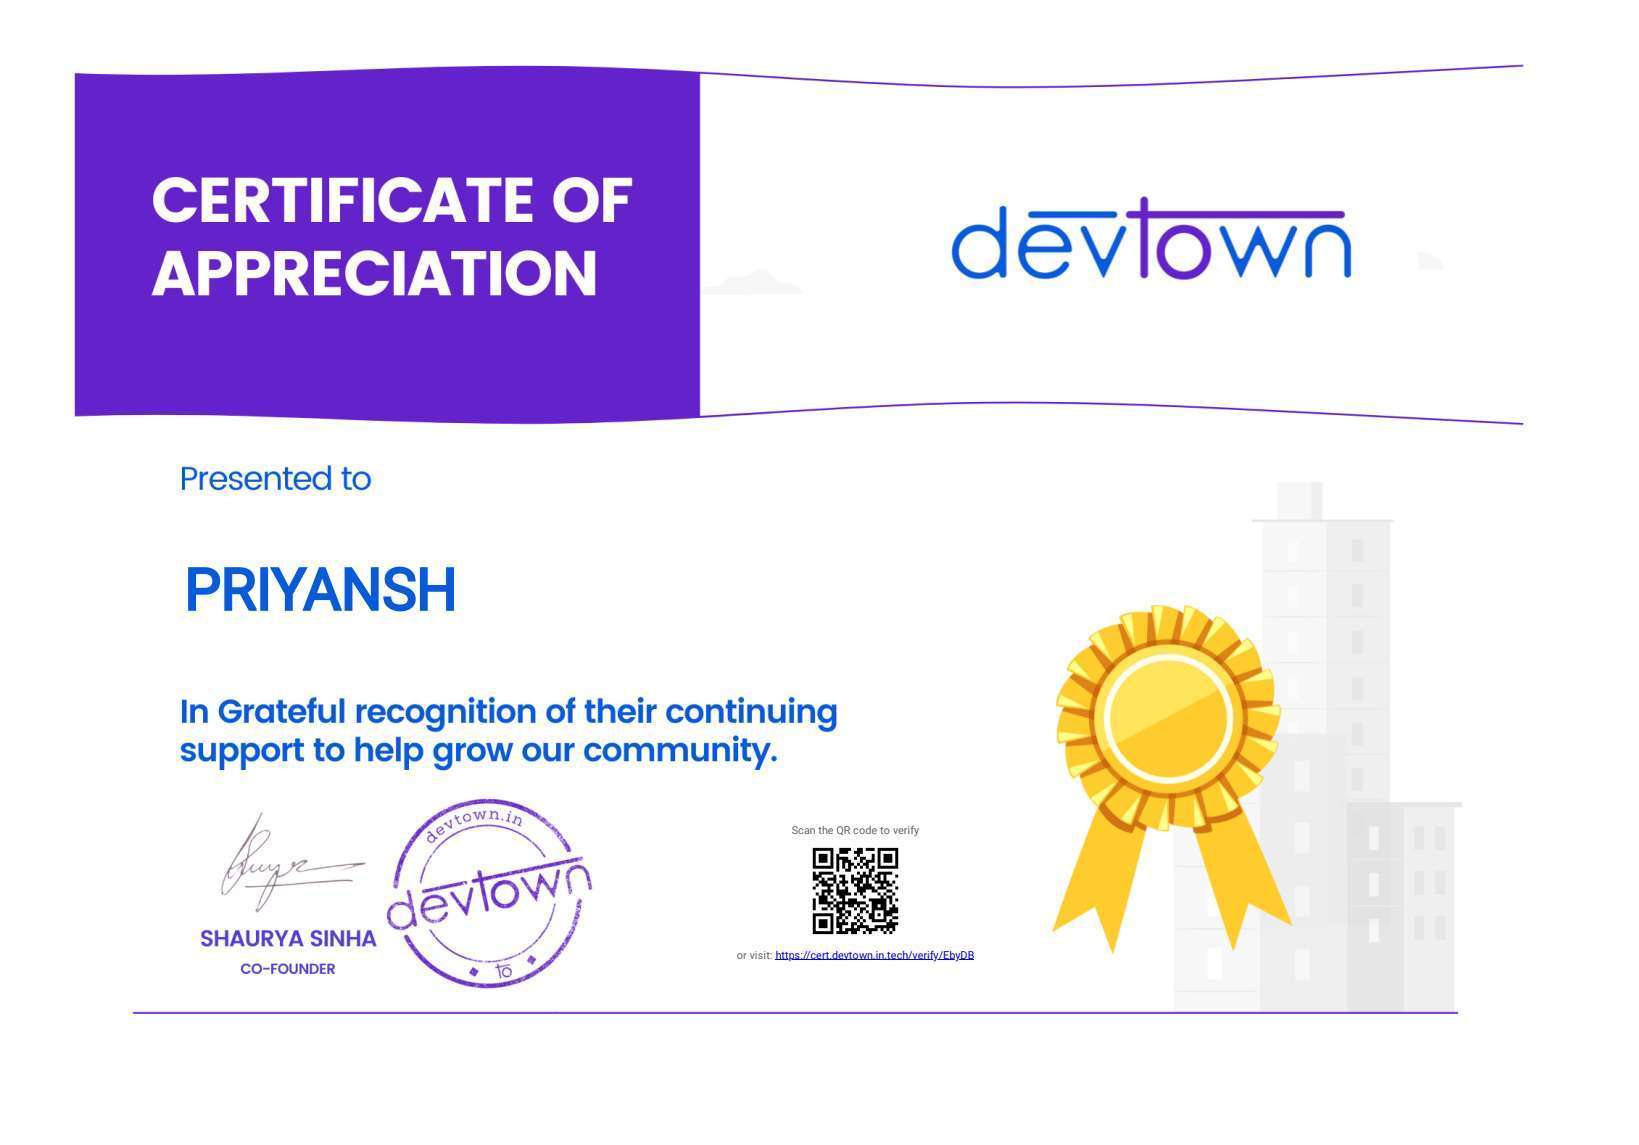 CERTIFICATE OF
APPRECIATION
devtown
Presented to
PRIYANSH
In Grateful recognition of their continuing
support to help grow our community.
SHAURYA SINHA
CO-FOUNDER
devtown.in
devtown
to
Scan the QR code to verify
or visit: https://cert.devtown.in.tech/verify/EbyDB